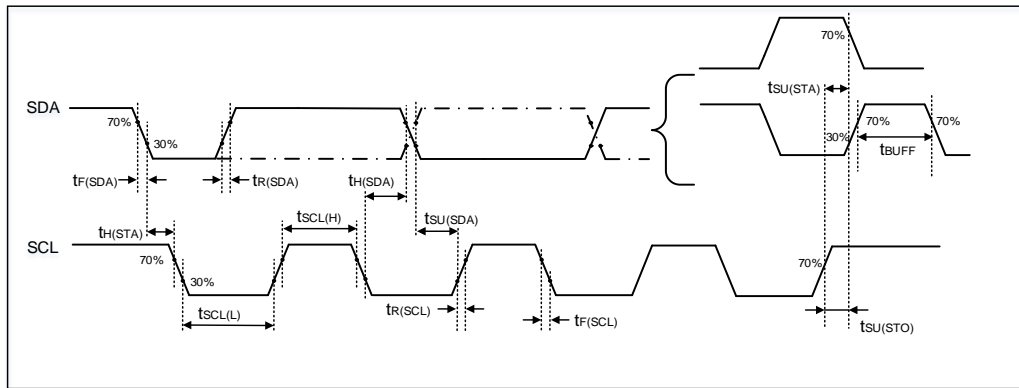 70%
tSU(STA)
SDA
70%
30%
30%
70%
70%
tBUFF
tF(SDA)
tR(SDA)
tH(SDA)
tH(STA)
tSCL(H)
tSU(SDA)
SCL
70%
30%
70%
tSCL(L)
tR(SCL)
tF(SCL)
tSU(STO)